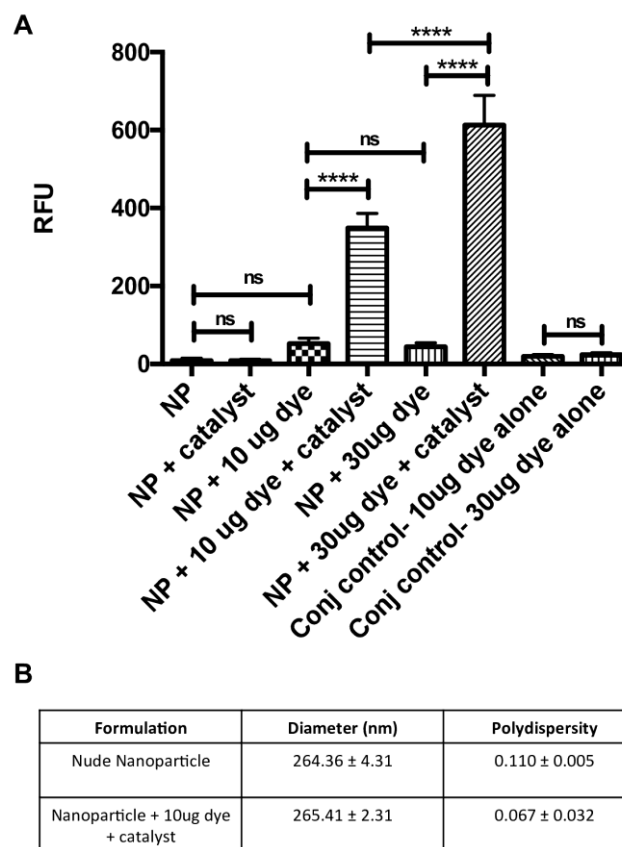 A
****
****
ns
****
ns
ns
ns
800
600
400
200
0
RFU
NP
NP + catalyst
NP + 10 ug dye
NP + 10 ug dye + catalyst
NP + 30ug dye
NP + 30ug dye + catalyst
Conj control- 10ug dye alone
Conj control- 30ug dye alone
B
Formulation Diameter (nm) Polydispersity
Nude Nanoparticle 264.36 ± 4.31 0.110 ± 0.005
Nanoparticle + 10ug dye 265.41 ± 2.31 0.067 ± 0.032
+ catalyst